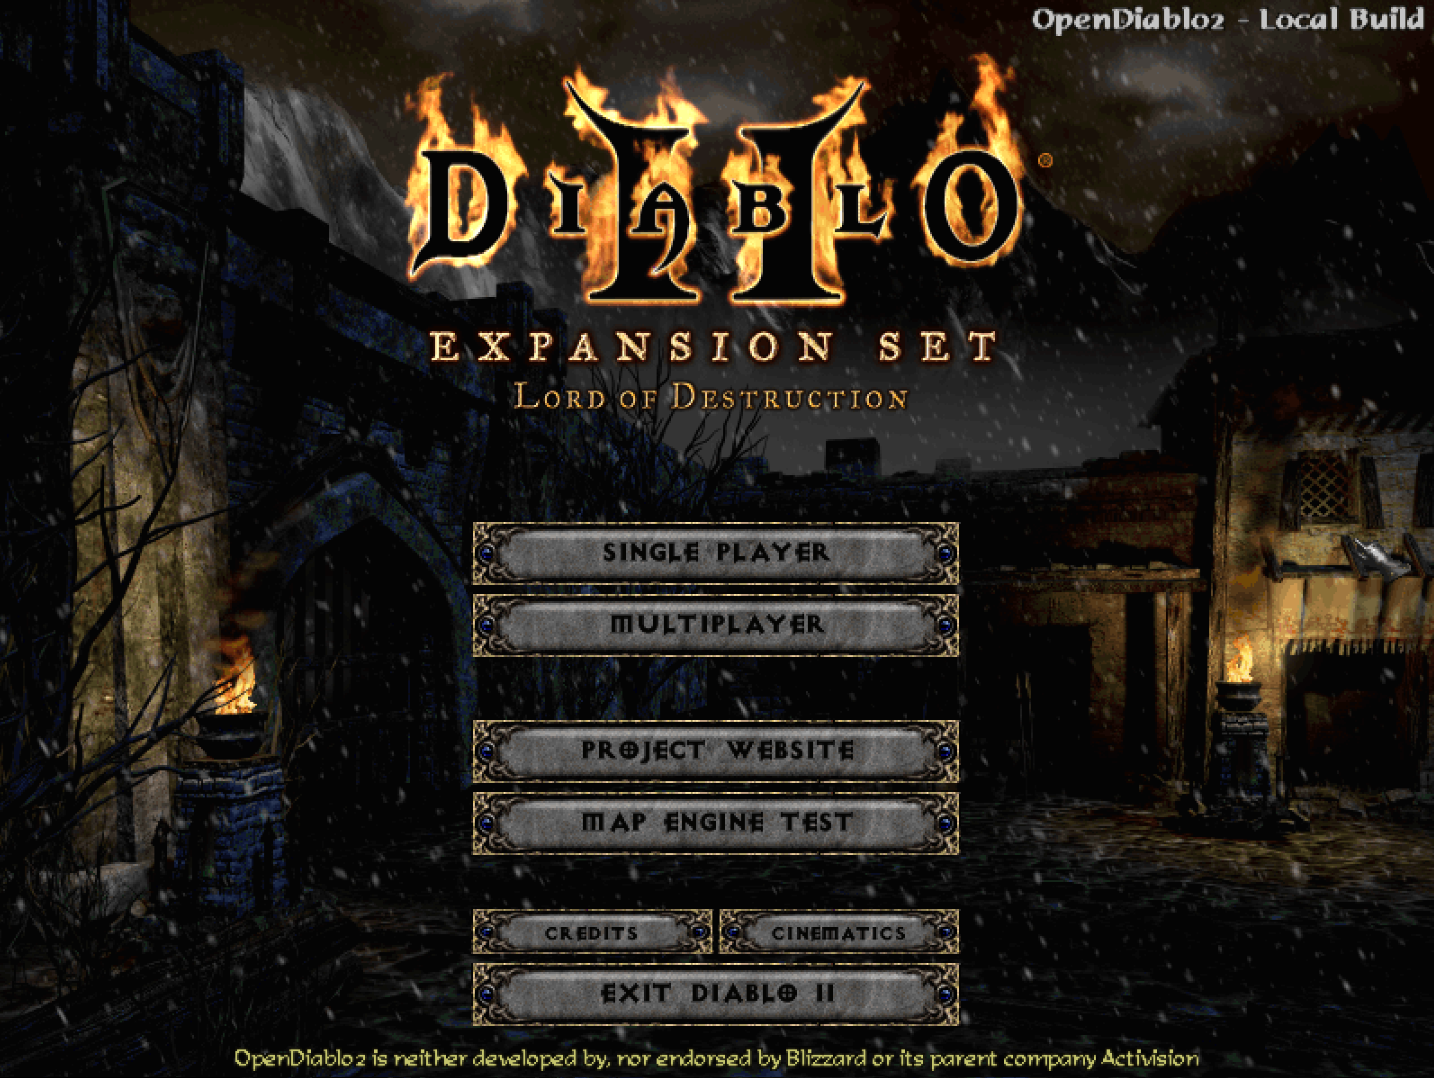 OpenDiablo2 - Local Build
DIABLO II ®
EXPANSION SET
LORD OF DESTRUCTION
SINGLE PLAYER
MULTIPLAYER
PROJECT WEBSITE
MAP ENGINE TEST
CREDITS
CINEMATICS
EXIT DIABLO II
OpenDiablo2 is neither developed by, nor endorsed by Blizzard or its parent company Activision